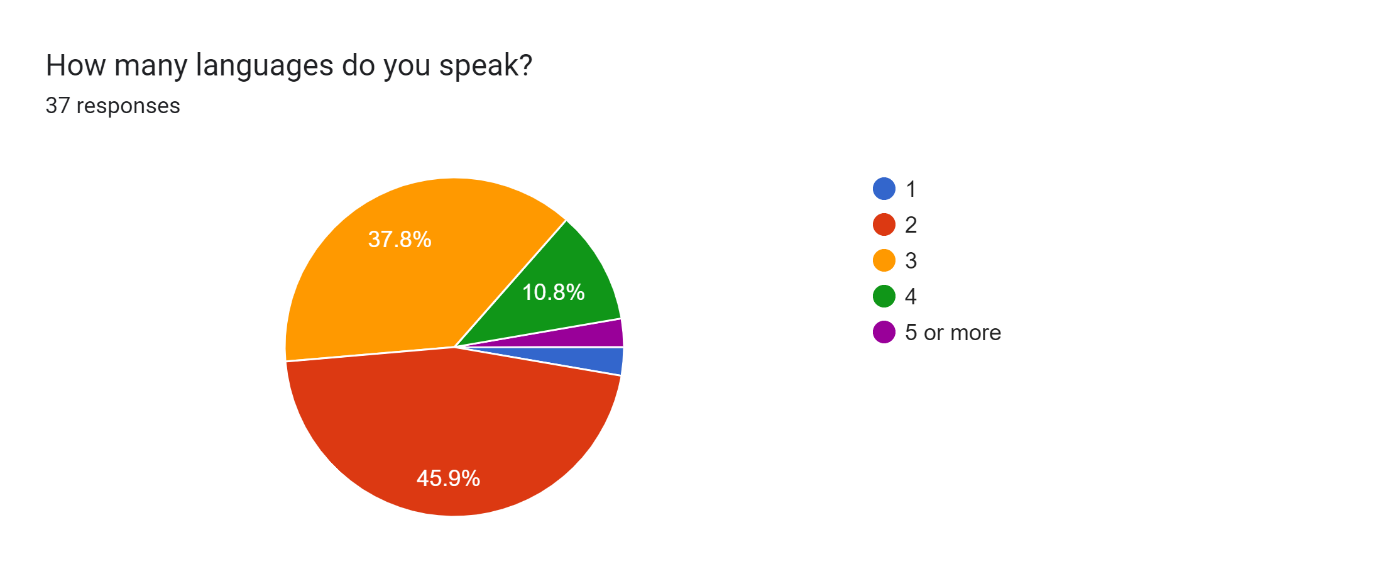 How many languages do you speak?
37 responses
37.8%
10.8%
45.9%
1
2
3
4
5 or more